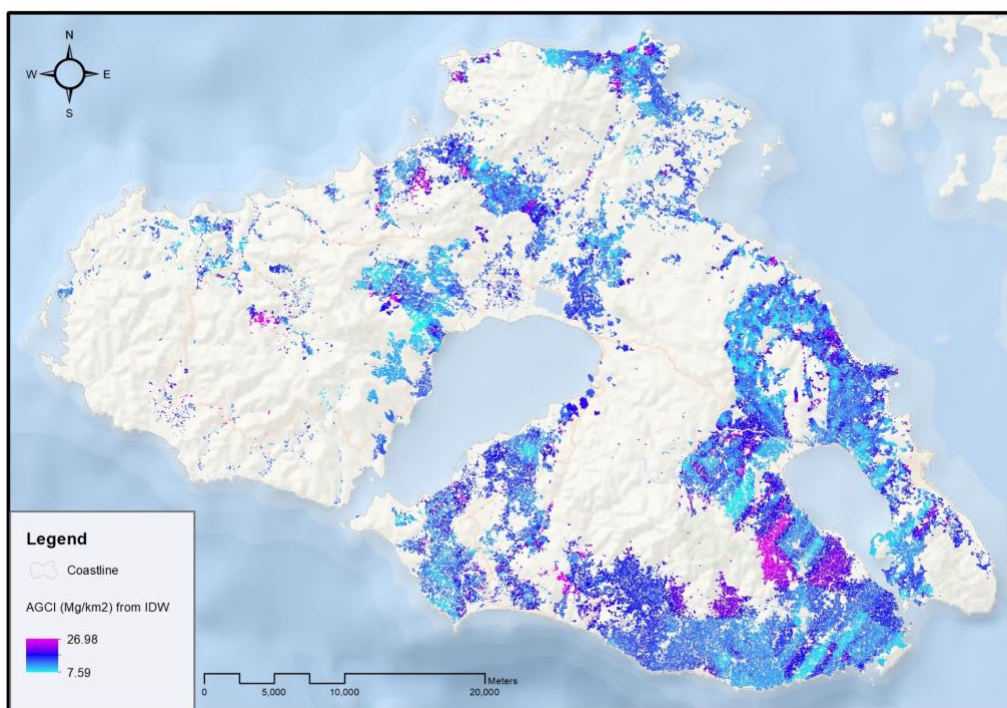 N
W E
S
Legend
Coastline
AGCI (Mg/km2) from IDW
26.98
7.59
Meters
0 5,000 10,000 20,000